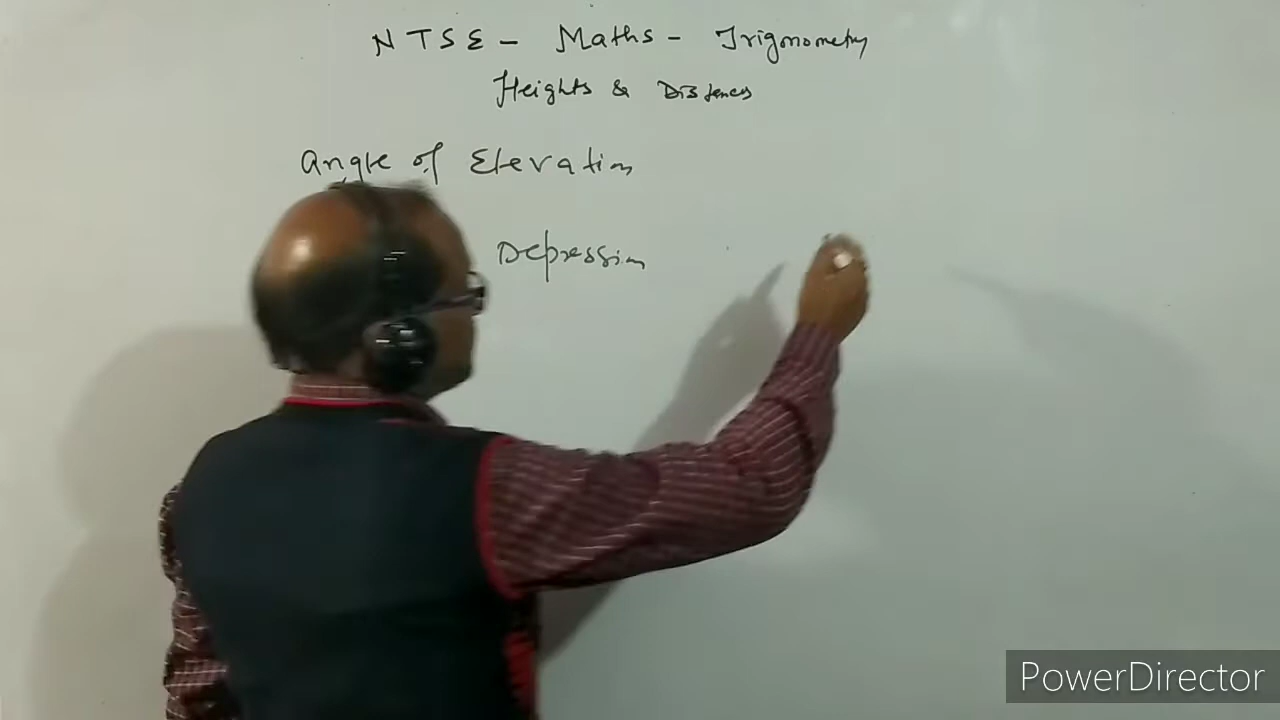 NTSE - Maths - Trigonometry
Heights & Distances
Angle of Elevation
Depression
PowerDirector